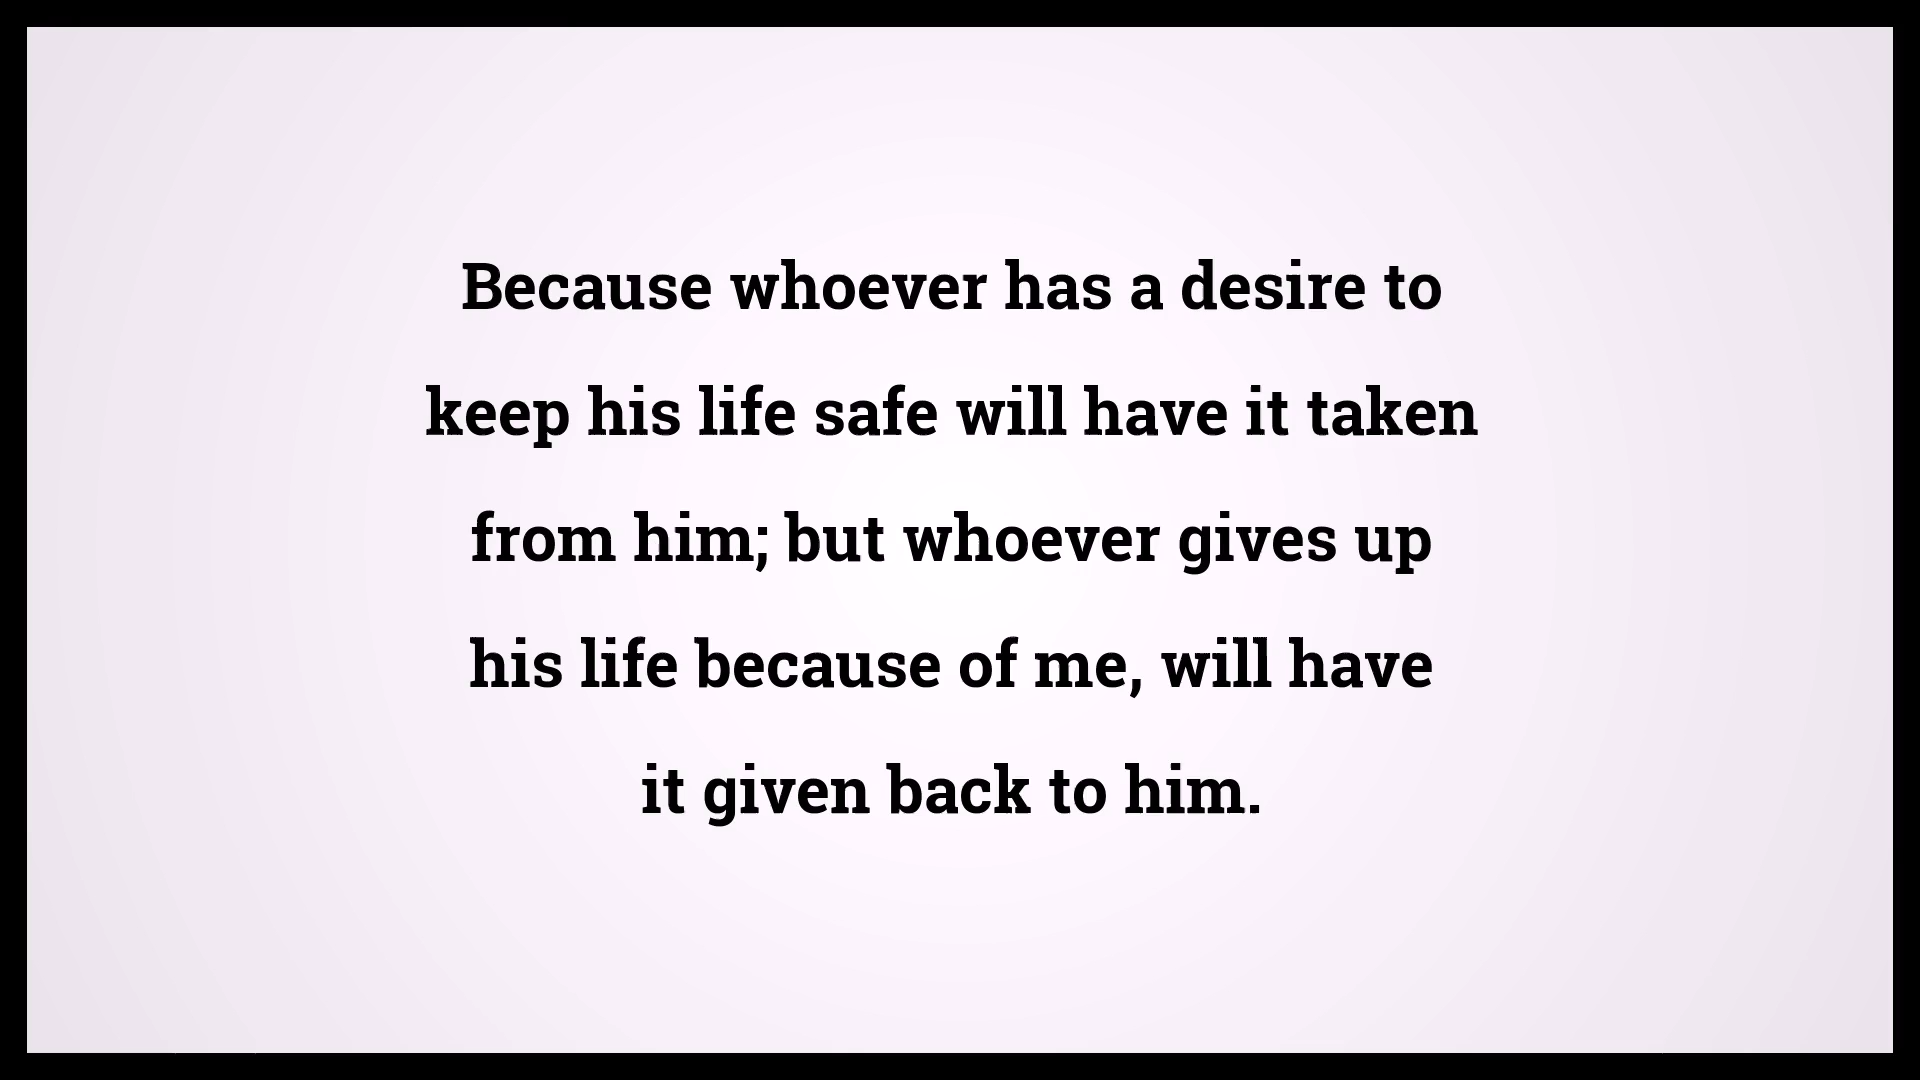 Because whoever has a desire to
keep his life safe will have it taken
from him; but whoever gives up
his life because of me, will have
it given back to him.